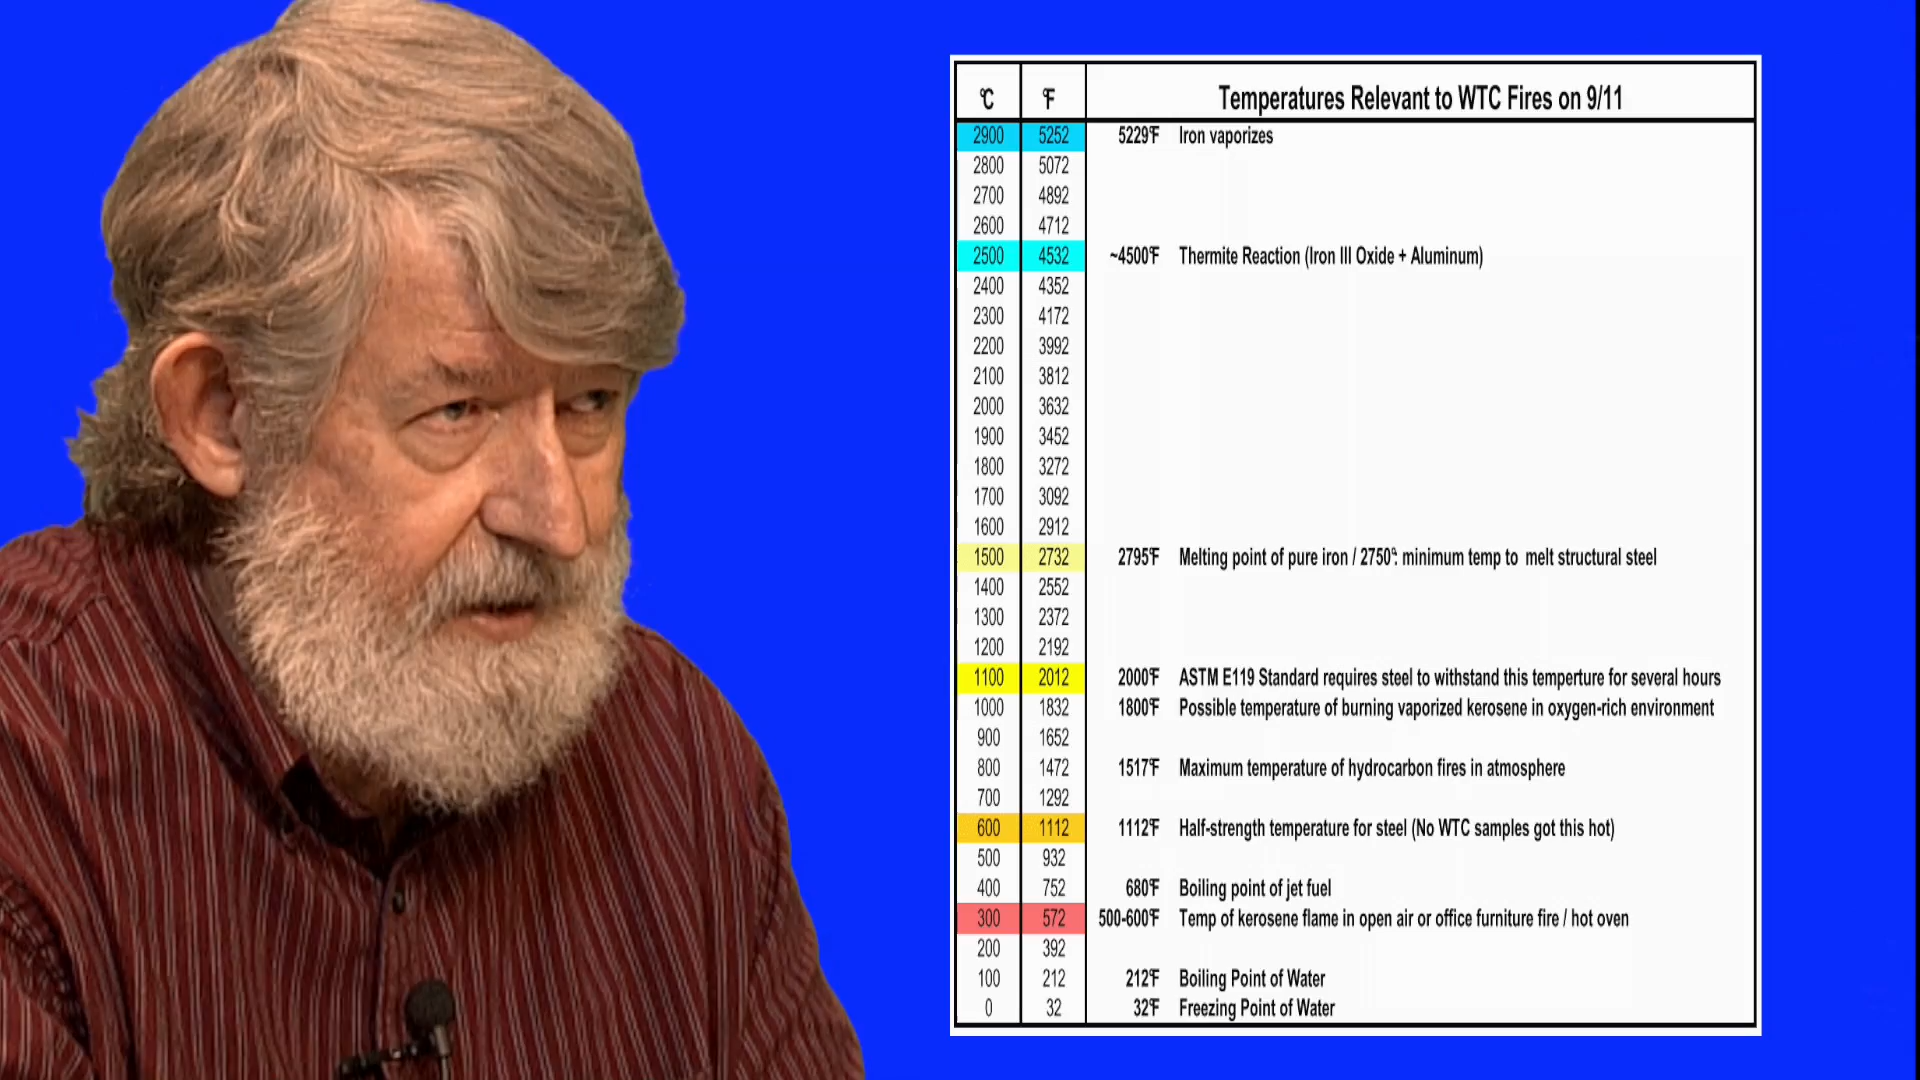 °C °F Temperatures Relevant to WTC Fires on 9/11
2900 5252 5229°F Iron vaporizes
2800 5072
2700 4892
2600 4712
2500 4532 ~4500°F Thermite Reaction (Iron III Oxide + Aluminum)
2400 4352
2300 4172
2200 3992
2100 3812
2000 3632
1900 3452
1800 3272
1700 3092
1600 2912
1500 2732 2795°F Melting point of pure iron / 2750°: minimum temp to melt structural steel
1400 2552
1300 2372
1200 2192
1100 2012 2000°F ASTM E119 Standard requires steel to withstand this temperture for several hours
1000 1832 1800°F Possible temperature of burning vaporized kerosene in oxygen-rich environment
900 1652
800 1472 1517°F Maximum temperature of hydrocarbon fires in atmosphere
700 1292
600 1112 1112°F Half-strength temperature for steel (No WTC samples got this hot)
500 932
400 752 680°F Boiling point of jet fuel
300 572 500-600°F Temp of kerosene flame in open air or office furniture fire / hot oven
200 392
100 212 212°F Boiling Point of Water
0 32 32°F Freezing Point of Water